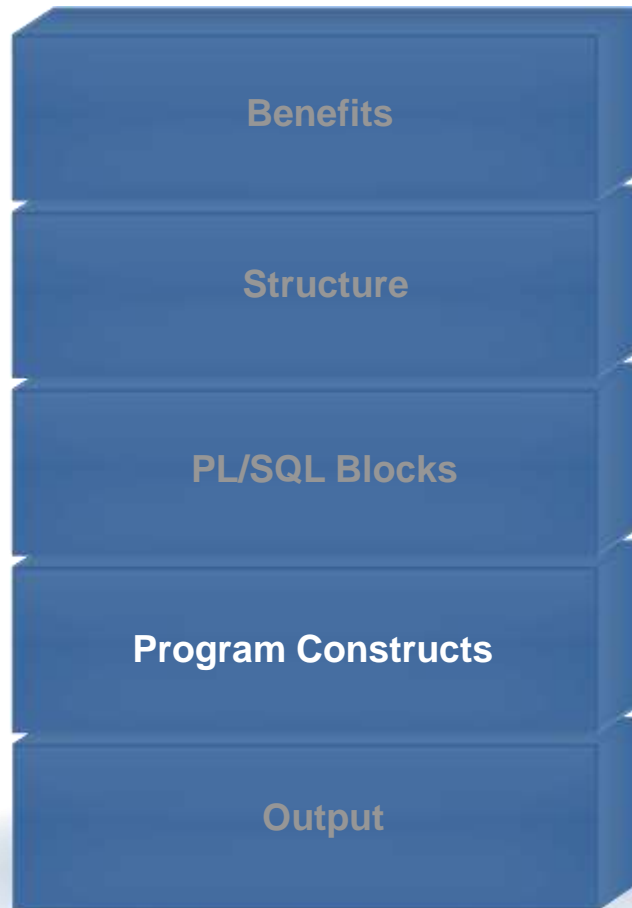 Benefits
Structure
PL/SQL Blocks
Program Constructs
Output